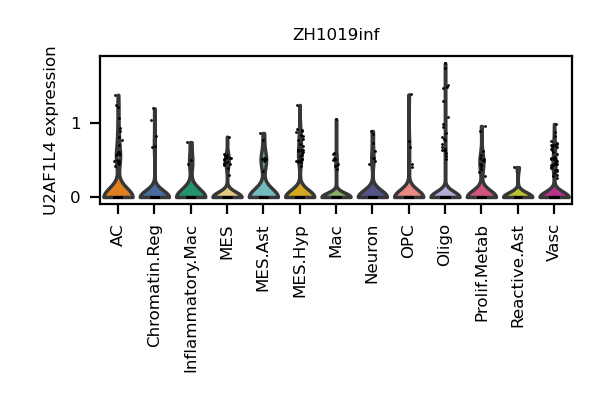 ZH1019inf
U2AF1L4 expression
1
0
AC
Chromatin.Reg
Inflammatory.Mac
MES
MES.Ast
MES.Hyp
Mac
Neuron
OPC
Oligo
Prolif.Metab
Reactive.Ast
Vasc